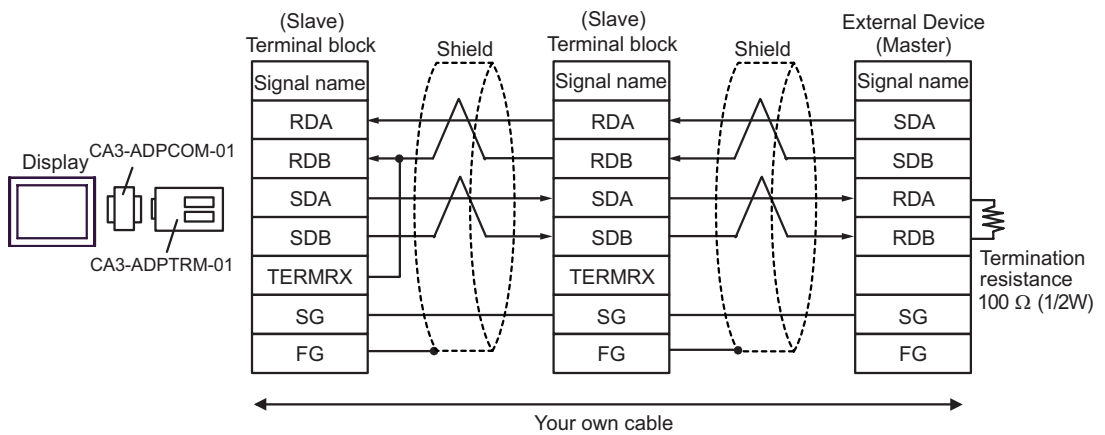 (Slave)
Terminal block
Shield
(Slave)
Terminal block
Shield
External Device
(Master)
Signal name
Signal name
Signal name
RDA
RDA
SDA
RDB
RDB
SDB
SDA
SDA
RDA
SDB
SDB
RDB
TERMRX
TERMRX
SG
SG
SG
FG
FG
FG
Display
CA3-ADPCOM-01
CA3-ADPTRM-01
Termination
resistance
100 Ω (1/2W)
Your own cable